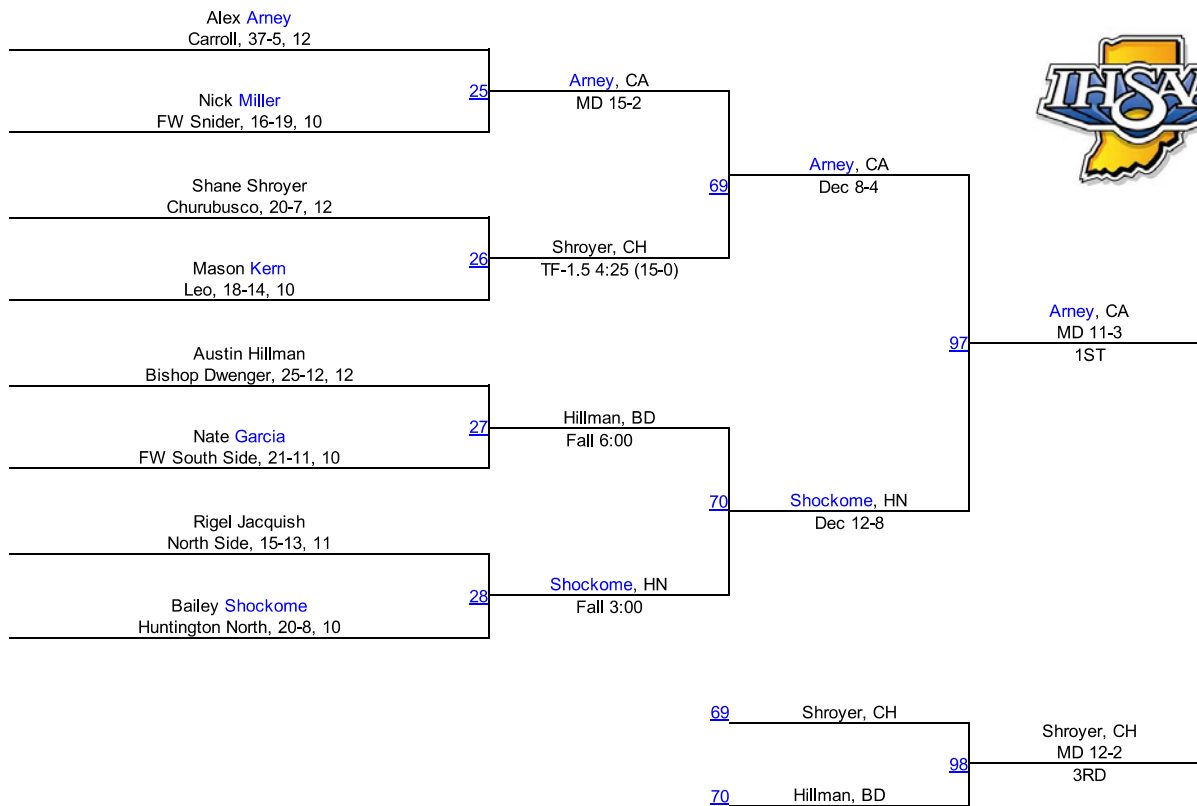 Alex Arney
Carroll, 37-5, 12
25
Nick Miller
FW Snider, 16-19, 10
Arney, CA
MD 15-2
Shane Shroyer
Churubusco, 20-7, 12
26
Mason Kern
Leo, 18-14, 10
Shroyer, CH
TF-1.5 4:25 (15-0)
69
Arney, CA
Dec 8-4
Austin Hillman
Bishop Dwenger, 25-12, 12
27
Nate Garcia
FW South Side, 21-11, 10
Hillman, BD
Fall 6:00
Rigel Jacquish
North Side, 15-13, 11
28
Bailey Shockome
Huntington North, 20-8, 10
Shockome, HN
Fall 3:00
70
Shockome, HN
Dec 12-8
97
Arney, CA
MD 11-3
1ST
69
Shroyer, CH
70
Hillman, BD
98
Shroyer, CH
MD 12-2
3RD
IHSAA